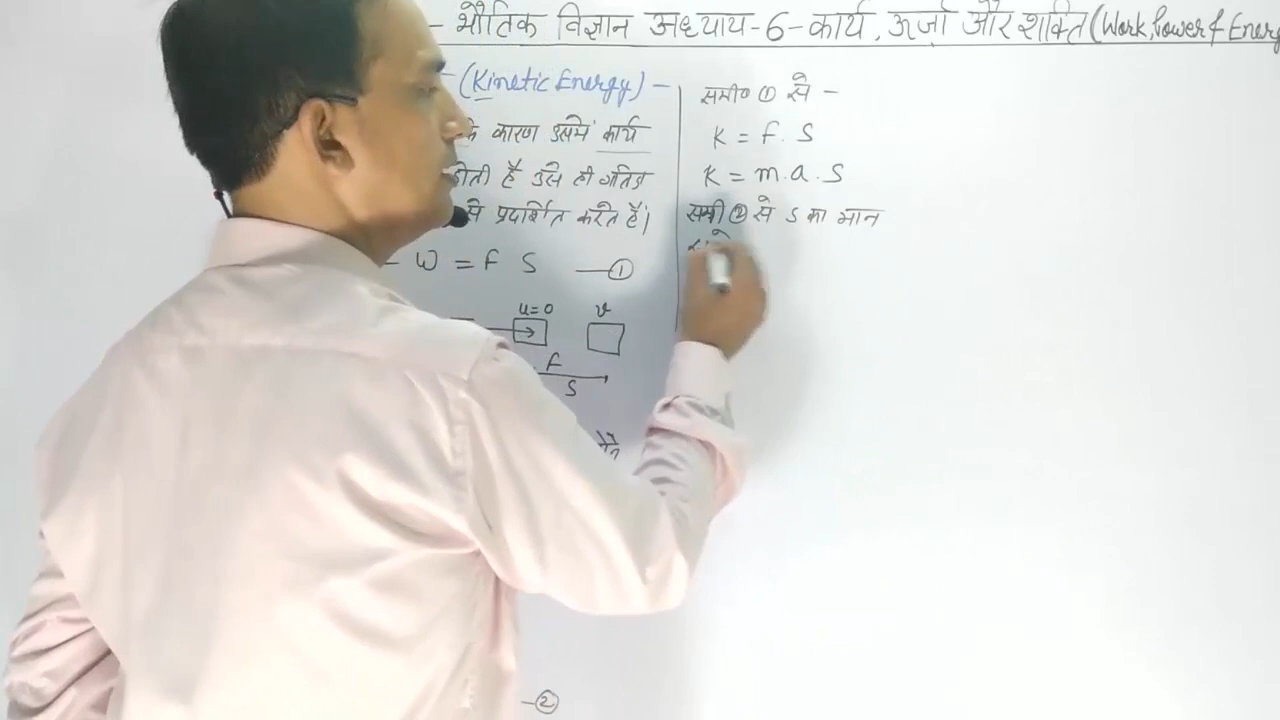 - भौतिक विज्ञान अध्याय-6-कार्य, ऊर्जा और शक्ति (Work, Power & Energy
- (Kinetic Energy) -
के कारण उसमें कार्य
होती है उसे ही गतिज
से प्रदर्शित करते हैं।
- W = F S —①
u=0 v
F
S
—②
समी० ① से -
K = F. S
K = m. a. S
समी ② से S का मान